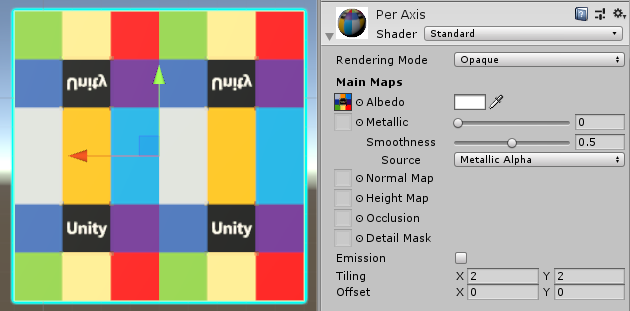 Unity Unity
Unity Unity
Per Axis
Shader Standard
Rendering Mode Opaque
Main Maps
Albedo
Metallic 0
Smoothness 0.5
Source Metallic Alpha
Normal Map
Height Map
Occlusion
Detail Mask
Emission
Tiling X 2 Y 2
Offset X 0 Y 0